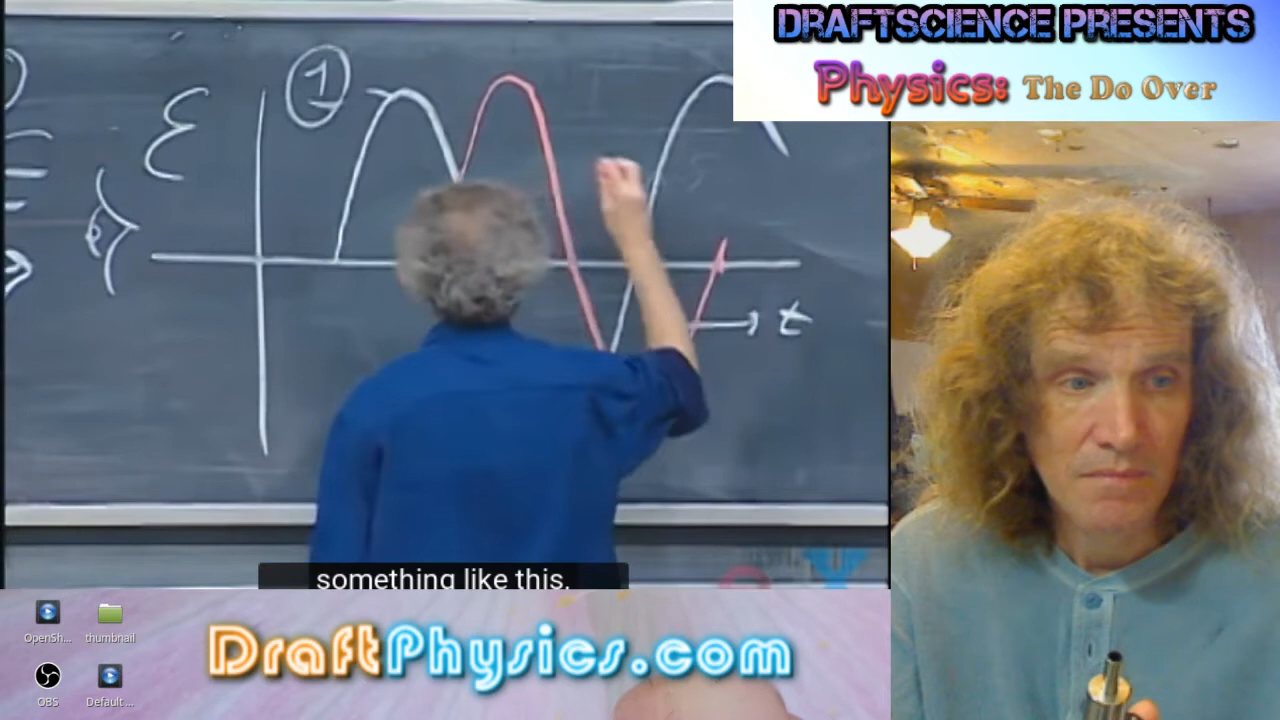 DRAFTSCIENCE PRESENTS
Physics: The Do Over
ε
1
t
something like this.
OpenSh...
thumbnail
DraftPhysics.com
OBS
Default ...